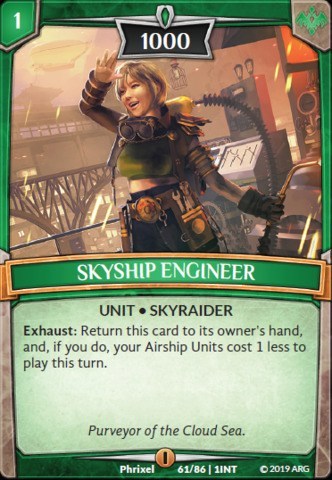 1
1000
SKYSHIP ENGINEER
UNIT • SKYRAIDER
Exhaust: Return this card to its owner's hand,
and, if you do, your Airship Units cost 1 less to
play this turn.
Purveyor of the Cloud Sea.
Phrixel I 61/86 | 1INT © 2019 ARG